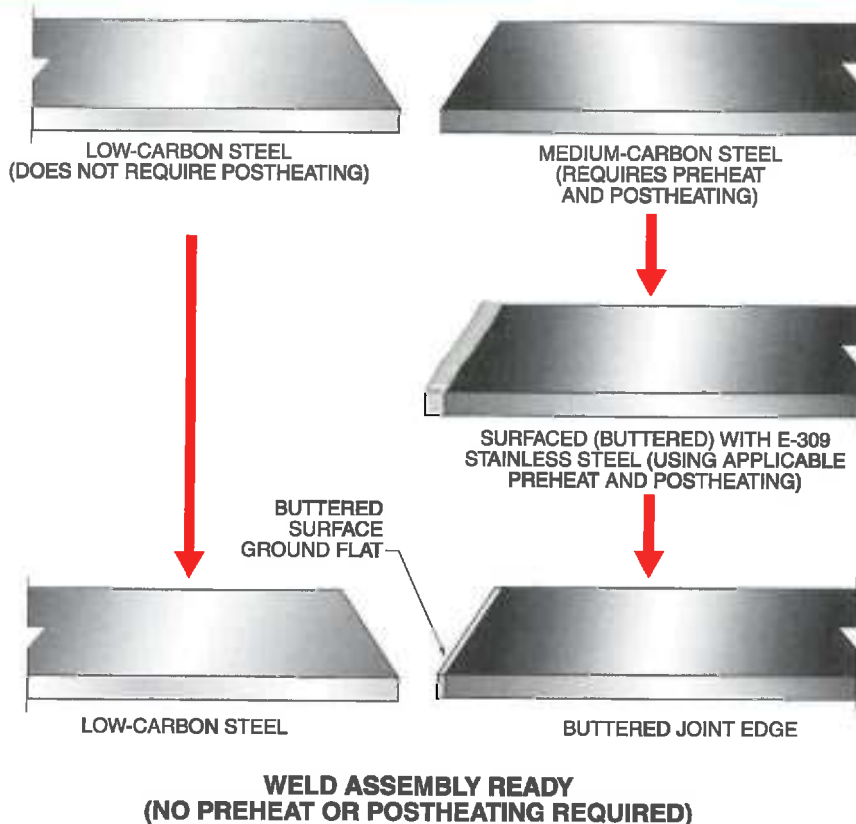 LOW-CARBON STEEL
(DOES NOT REQUIRE POSTHEATING)
MEDIUM-CARBON STEEL
(REQUIRES PREHEAT
AND POSTHEATING)
SURFACED (BUTTERED) WITH E-309
STAINLESS STEEL (USING APPLICABLE
PREHEAT AND POSTHEATING)
BUTTERED
SURFACE
GROUND FLAT
LOW-CARBON STEEL
BUTTERED JOINT EDGE
WELD ASSEMBLY READY
(NO PREHEAT OR POSTHEATING REQUIRED)